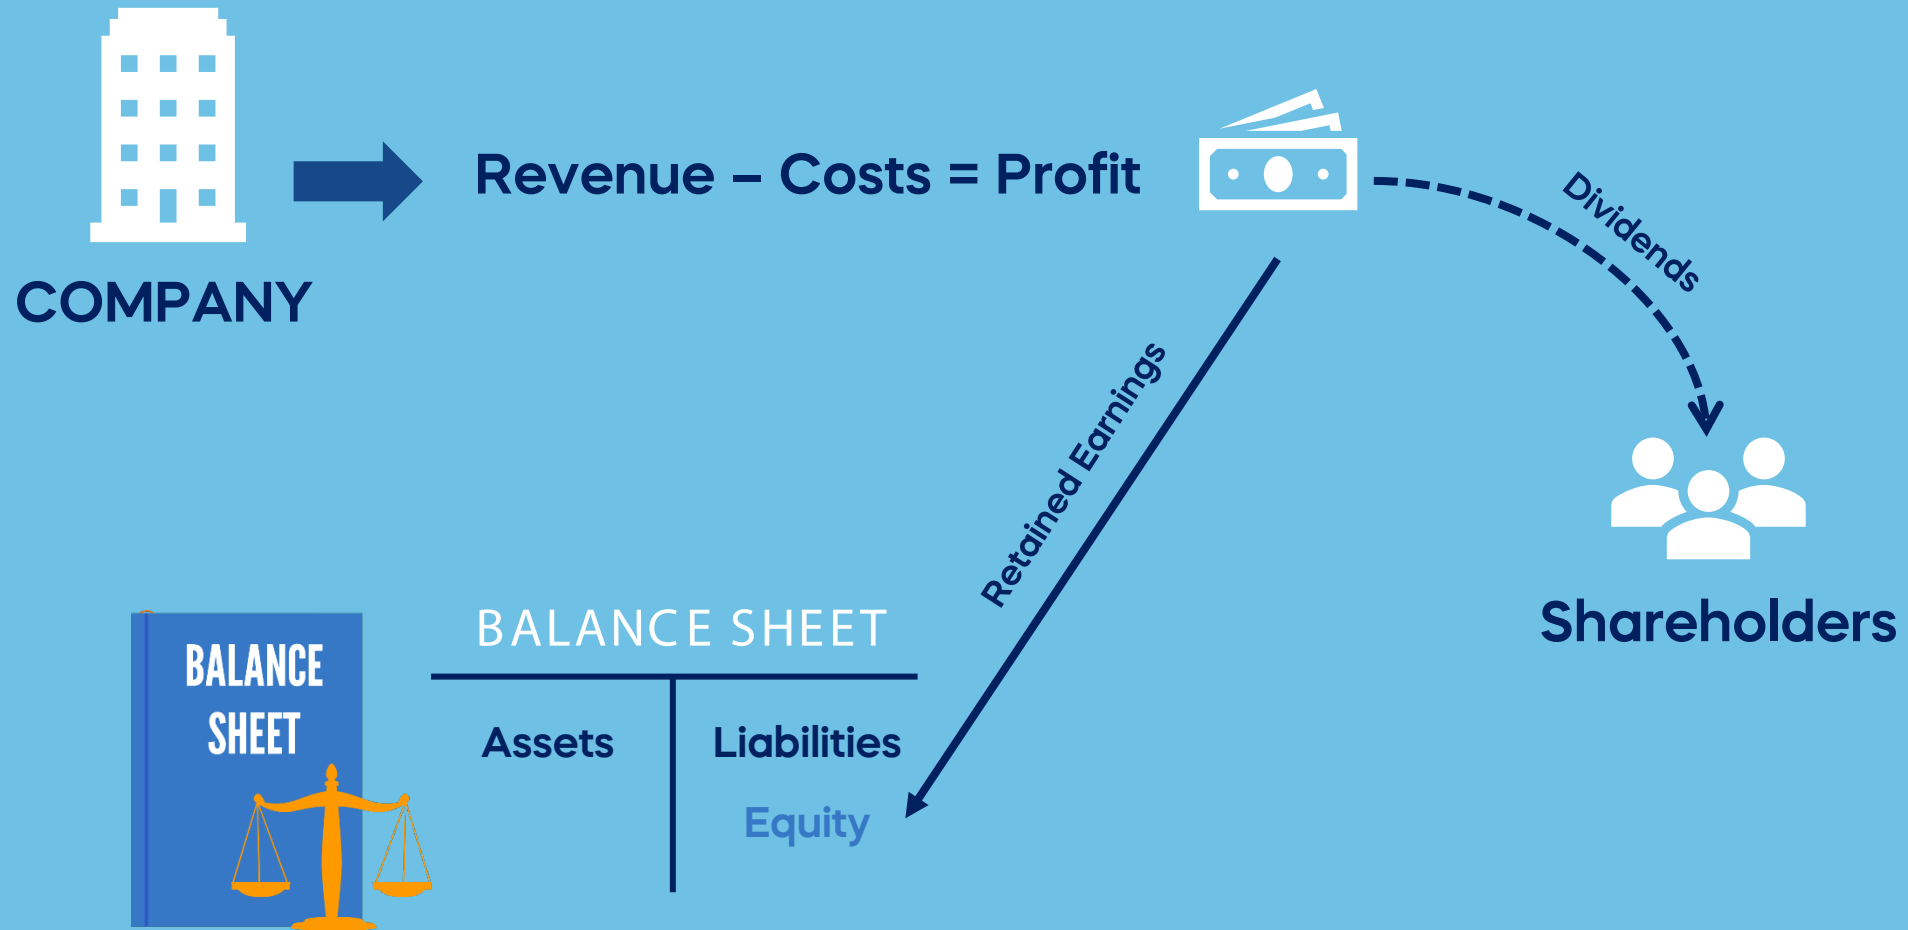 Revenue – Costs = Profit
Dividends
COMPANY
Retained Earnings
Shareholders
BALANCE
SHEET
BALANCE SHEET
Assets
Liabilities
Equity